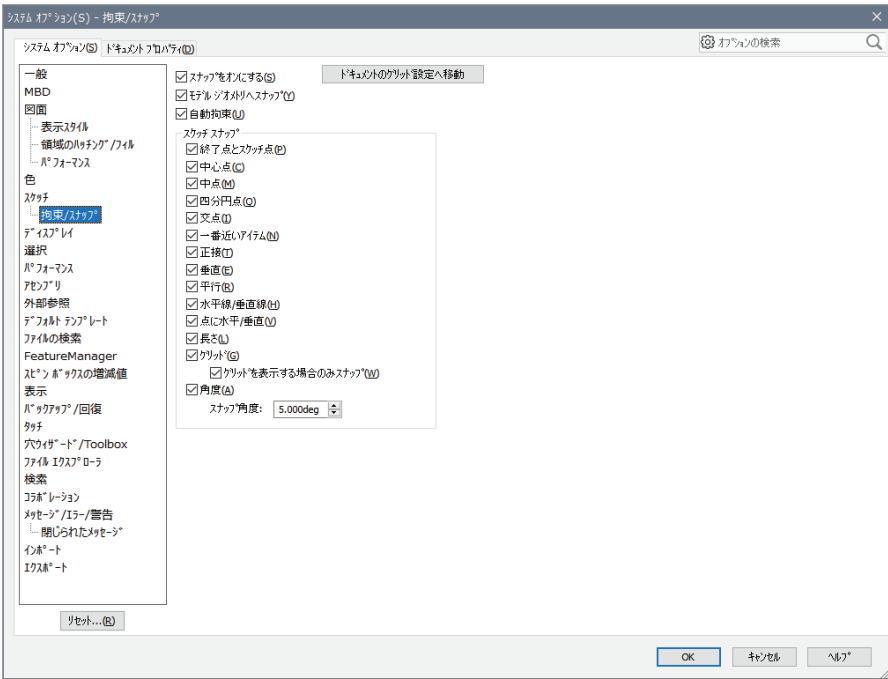 システム オプション(S) - 拘束/スナップ
システム オプション(S)
ドキュメント プロパティ(D)
オプションの検索
一般
MBD
図面
表示スタイル
領域のハッチング/フィル
パフォーマンス
色
スケッチ
拘束/スナップ
ディスプレイ
選択
パフォーマンス
アセンブリ
外部参照
デフォルト テンプレート
ファイルの検索
FeatureManager
スピン ボックスの増減値
表示
バックアップ/回復
タッチ
穴ウィザード/Toolbox
ファイル エクスプローラ
検索
コラボレーション
メッセージ/エラー/警告
閉じられたメッセージ
インポート
エクスポート
リセット...(R)
スナップをオンにする(S)
ドキュメントのグリッド設定へ移動
モデル ジオメトリへスナップ(Y)
自動拘束(U)
スケッチ スナップ
終了点とスケッチ点(P)
中心点(C)
中点(M)
四分円点(Q)
交点(I)
一番近いアイテム(N)
正接(T)
垂直(E)
平行(R)
水平線/垂直線(H)
点に水平/垂直(V)
長さ(L)
グリッド(G)
グリッドを表示する場合のみスナップ(W)
角度(A)
スナップ角度: 5.000deg
OK
キャンセル
ヘルプ